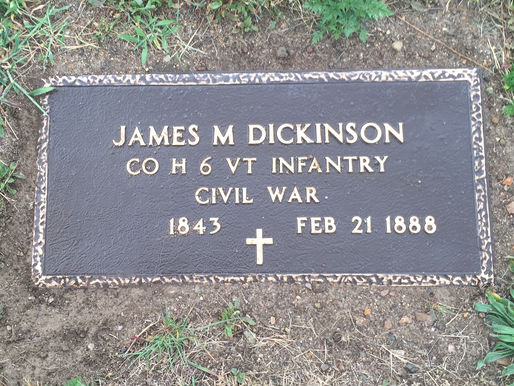 JAMES M DICKINSON
CO H 6 VT INFANTRY
CIVIL WAR
1843 FEB 21 1888